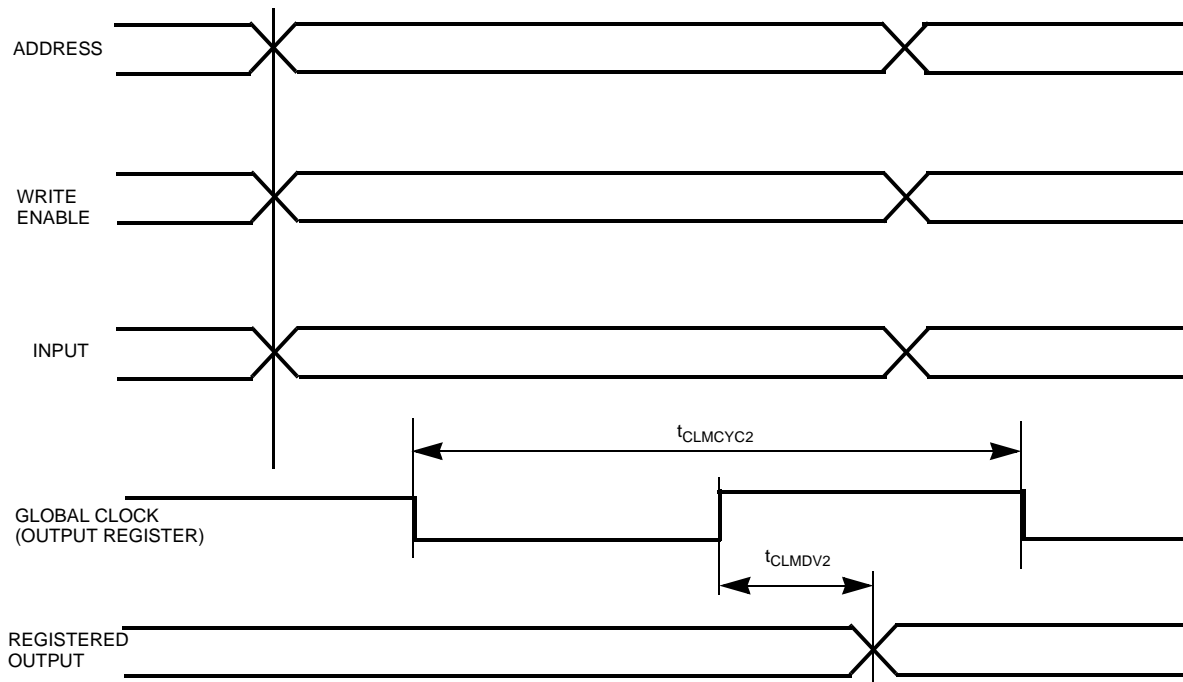 ADDRESS
WRITE
ENABLE
INPUT
tCLMCYC2
GLOBAL CLOCK
(OUTPUT REGISTER)
tCLMDV2
REGISTERED
OUTPUT